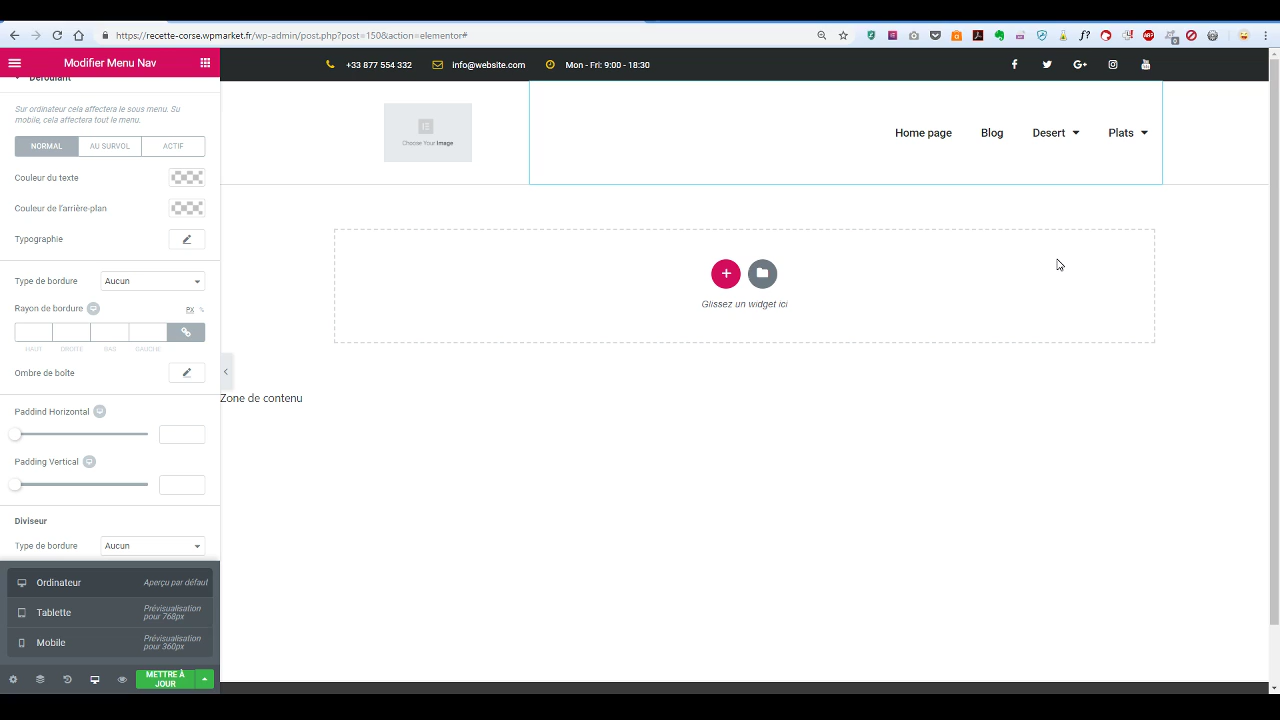 https://recette-corse.wpmarket.fr/wp-admin/post.php?post=150&action=elementor#
Modifier Menu Nav
+33 877 554 332
info@website.com
Mon - Fri: 9:00 - 18:30
Déroulant
Sur ordinateur cela affectera le sous menu. Su
mobile, cela affectera tout le menu.
NORMAL
AU SURVOL
ACTIF
Couleur du texte
Couleur de l'arrière-plan
Typographie
Type de bordure
Aucun
Rayon de bordure
PX
%
HAUT
DROITE
BAS
GAUCHE
Ombre de boîte
Paddind Horizontal
Padding Vertical
Diviseur
Type de bordure
Aucun
Ordinateur
Aperçu par défaut
Tablette
Prévisualisation
pour 768px
Mobile
Prévisualisation
pour 360px
METTRE À
JOUR
Choose Your Image
Home page
Blog
Desert
Plats
Glissez un widget ici
Zone de contenu